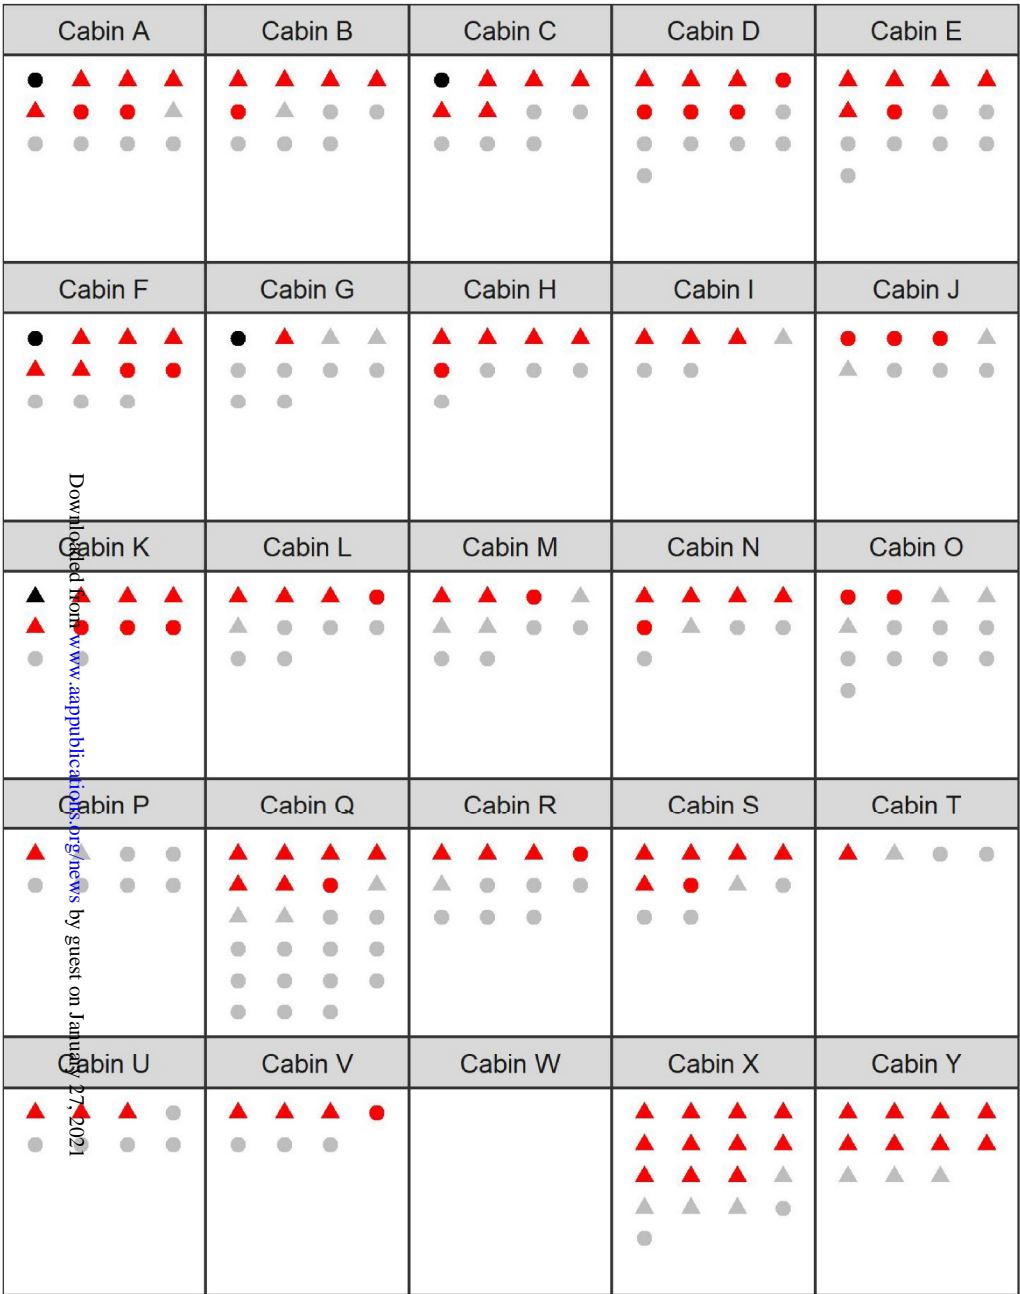 Cabin A
Cabin B
Cabin C
Cabin D
Cabin E
Cabin F
Cabin G
Cabin H
Cabin I
Cabin J
Cabin K
Cabin L
Cabin M
Cabin N
Cabin O
Cabin P
Cabin Q
Cabin R
Cabin S
Cabin T
Cabin U
Cabin V
Cabin W
Cabin X
Cabin Y
Downloaded from www.aappublications.org/news by guest on January 27, 2021